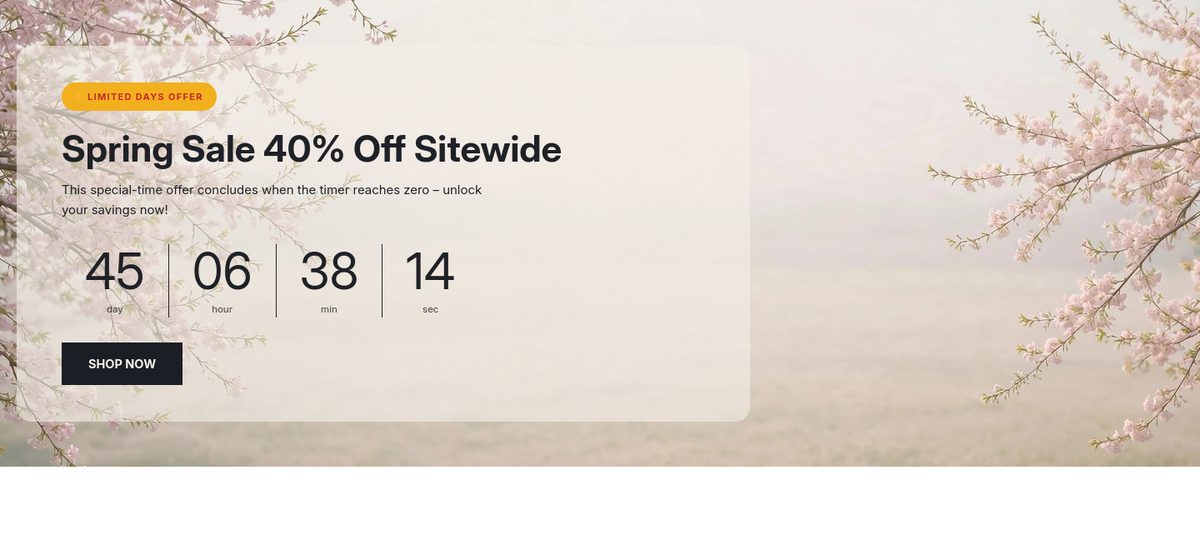 LIMITED DAYS OFFER
Spring Sale 40% Off Sitewide
This special-time offer concludes when the timer reaches zero – unlock
your savings now!
45 06 38 14
day hour min sec
SHOP NOW